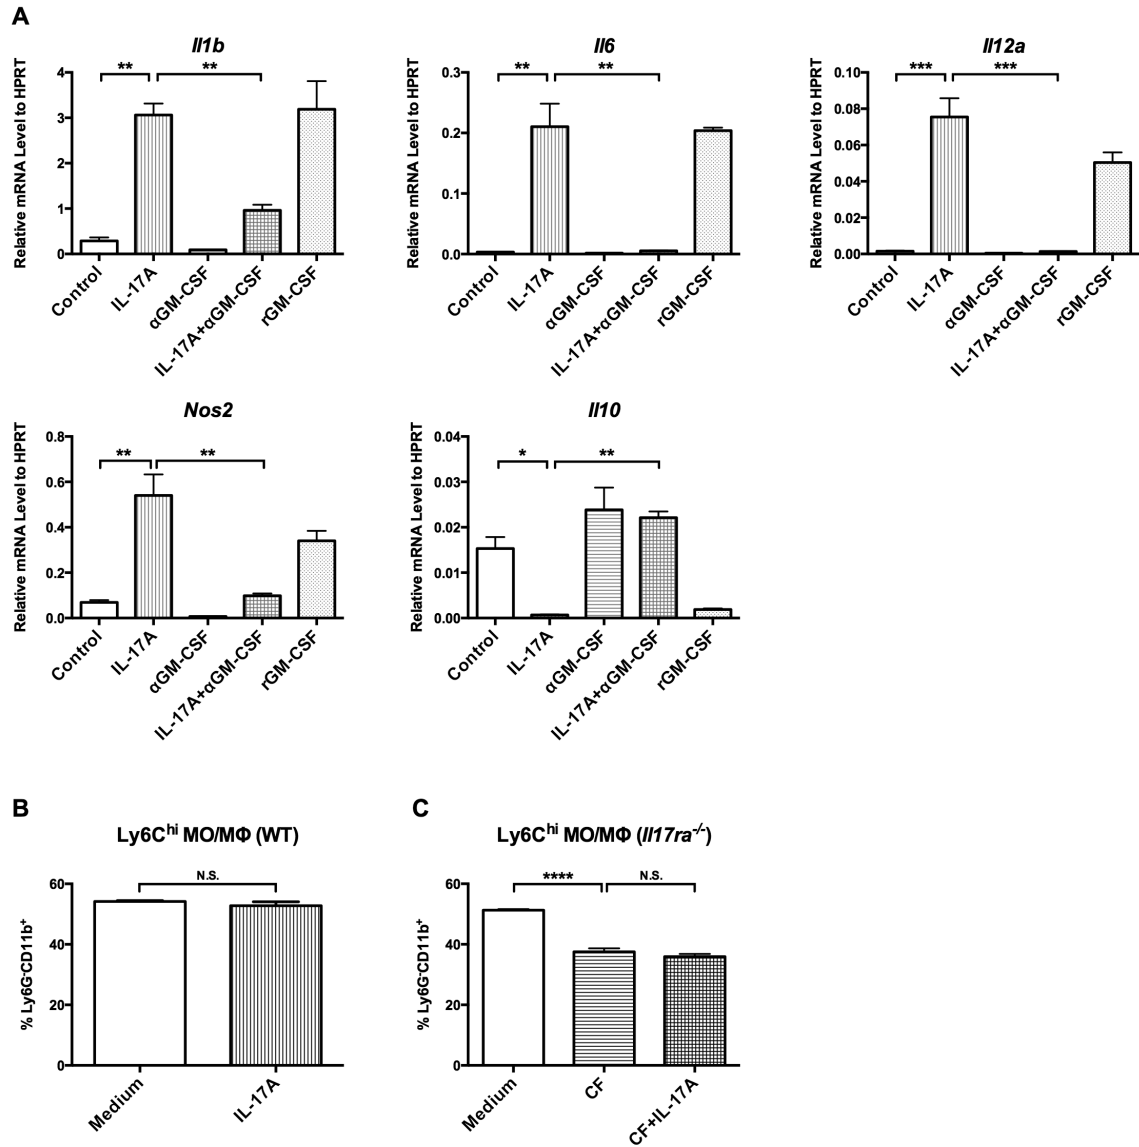 A
Il1b
Relative mRNA Level to HPRT
4
3
2
1
0
** **
Control
IL-17A
αGM-CSF
IL-17A+αGM-CSF
rGM-CSF
Il6
Relative mRNA Level to HPRT
0.3
0.2
0.1
0.0
** **
Control
IL-17A
αGM-CSF
IL-17A+αGM-CSF
rGM-CSF
Il12a
Relative mRNA Level to HPRT
0.10
0.08
0.06
0.04
0.02
0.00
*** ***
Control
IL-17A
αGM-CSF
IL-17A+αGM-CSF
rGM-CSF
Nos2
Relative mRNA Level to HPRT
0.8
0.6
0.4
0.2
0.0
** **
Control
IL-17A
αGM-CSF
IL-17A+αGM-CSF
rGM-CSF
Il10
Relative mRNA Level to HPRT
0.04
0.03
0.02
0.01
0.00
* **
Control
IL-17A
αGM-CSF
IL-17A+αGM-CSF
rGM-CSF
B
Ly6C^hi MO/MΦ (WT)
% Ly6G⁻CD11b⁺
60
40
20
0
N.S.
Medium
IL-17A
C
Ly6C^hi MO/MΦ (Il17ra⁻/⁻)
% Ly6G⁻CD11b⁺
60
40
20
0
**** N.S.
Medium
CF
CF+IL-17A